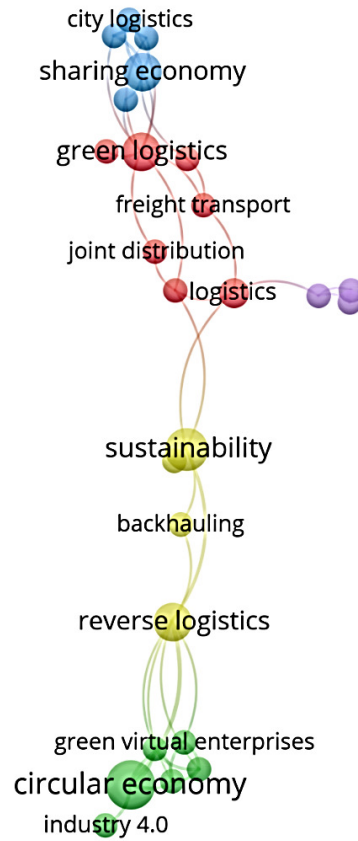 city logistics
sharing economy
green logistics
freight transport
joint distribution
logistics
sustainability
backhauling
reverse logistics
green virtual enterprises
circular economy
industry 4.0